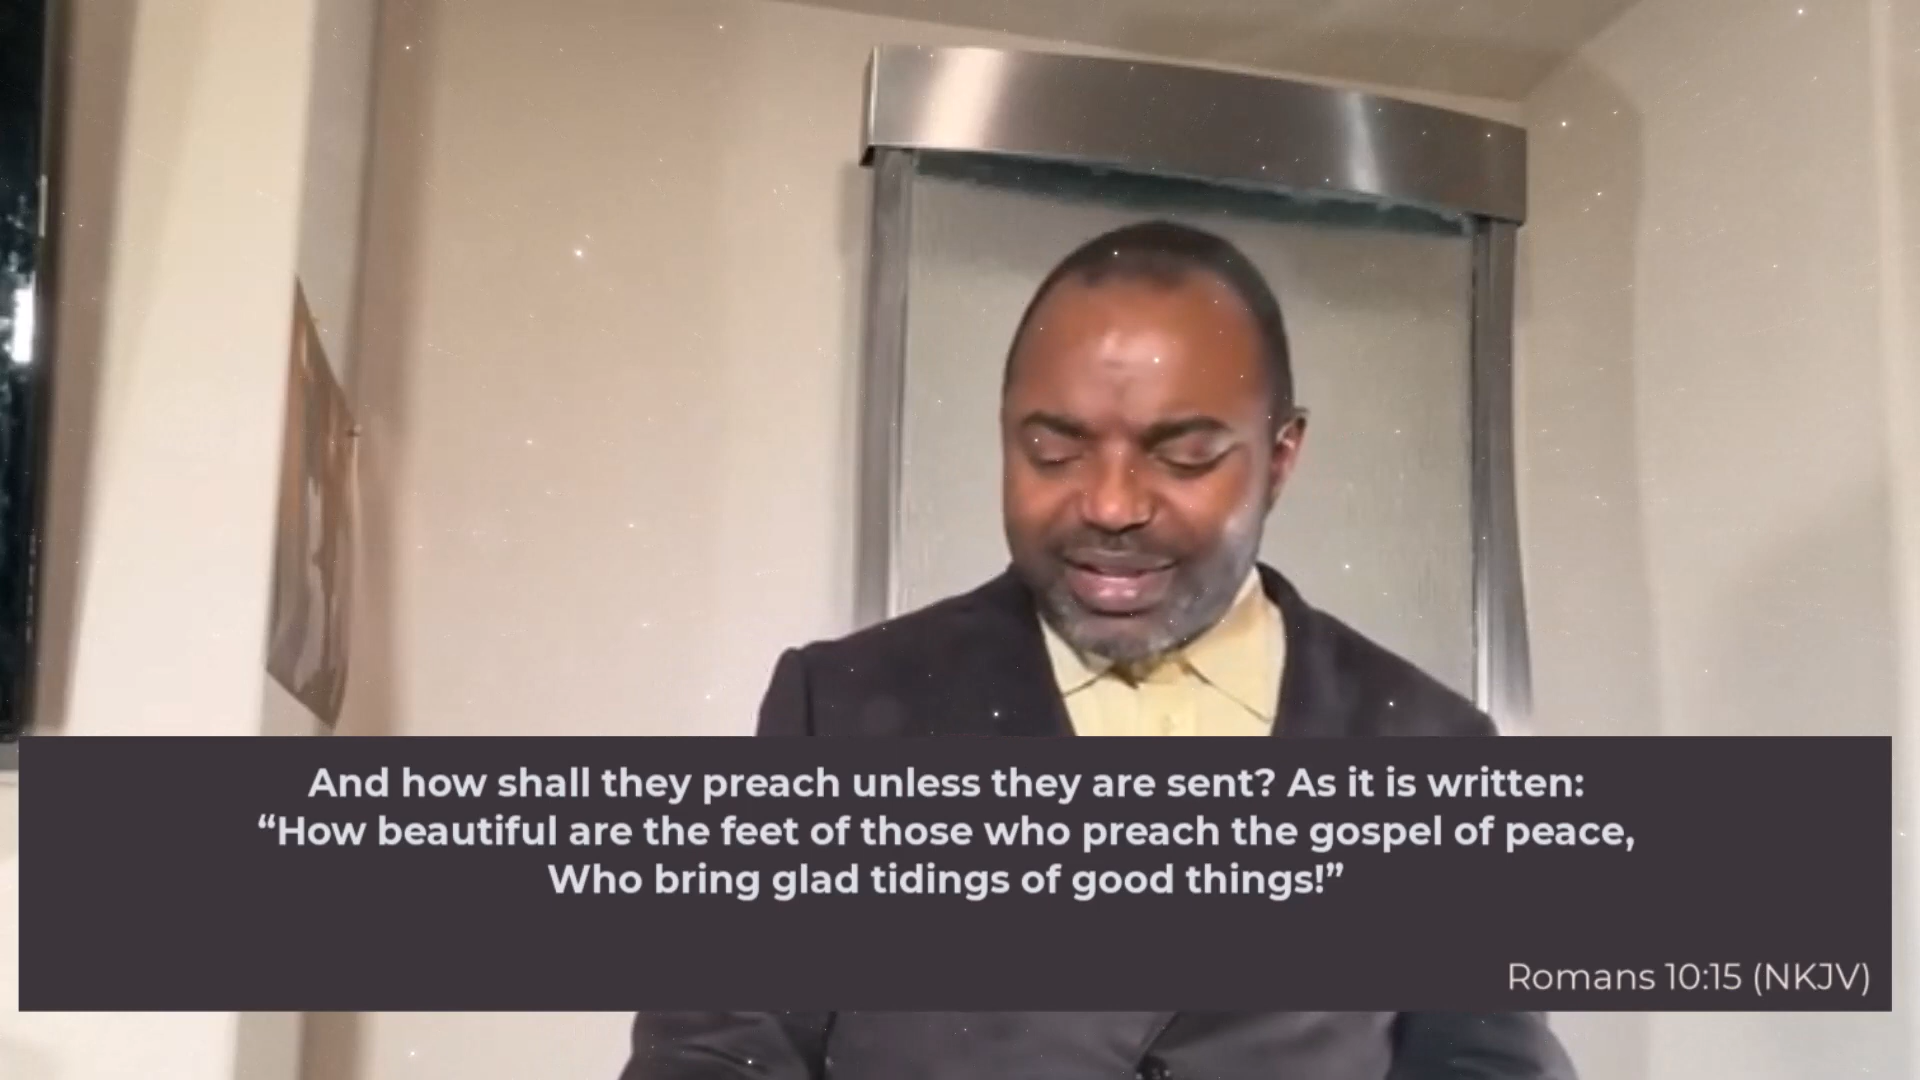 And how shall they preach unless they are sent? As it is written:
“How beautiful are the feet of those who preach the gospel of peace,
Who bring glad tidings of good things!”
Romans 10:15 (NKJV)